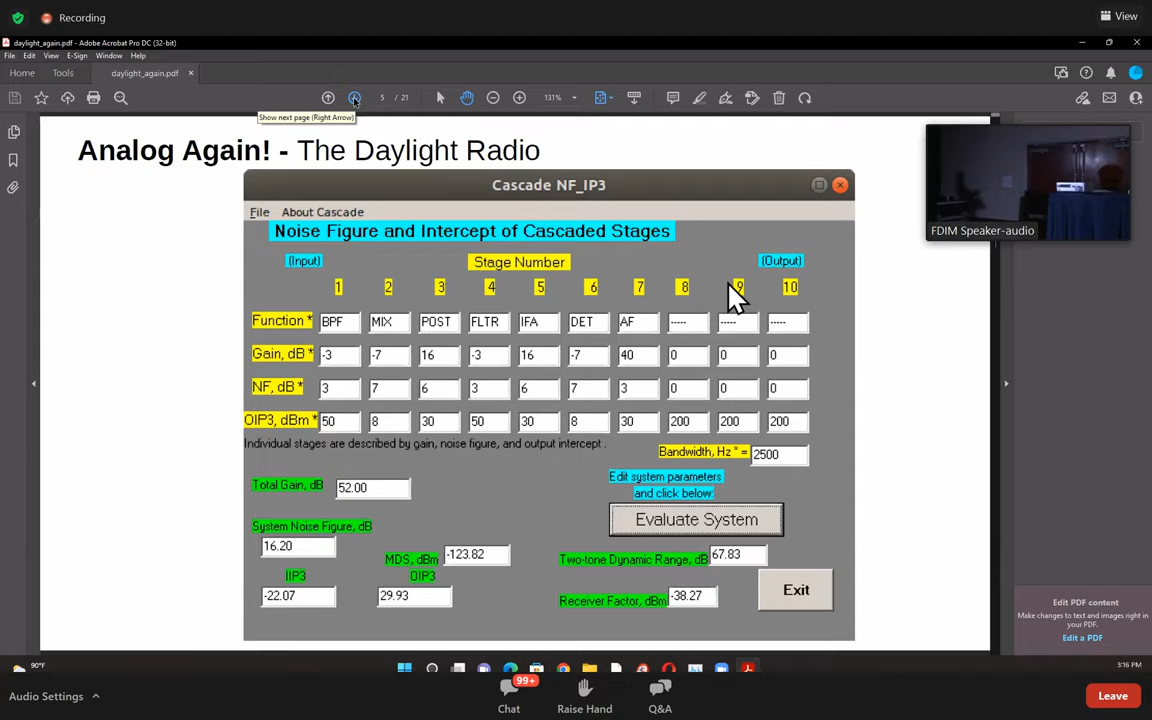 Recording
View
daylight_again.pdf - Adobe Acrobat Pro DC (32-bit)
File Edit View E-Sign Window Help
Home Tools daylight_again.pdf ×
5 / 21 131%
Show next page (Right Arrow)
Analog Again! - The Daylight Radio
FDIM Speaker-audio
Cascade NF_IP3
File About Cascade
Noise Figure and Intercept of Cascaded Stages
(Input) Stage Number (Output)
1 2 3 4 5 6 7 8 9 10
Function * BPF MIX POST FLTR IFA DET AF ----- ----- -----
Gain, dB * -3 -7 16 -3 16 -7 40 0 0 0
NF, dB * 3 7 6 3 6 7 3 0 0 0
OIP3, dBm * 50 8 30 50 30 8 30 200 200 200
Individual stages are described by gain, noise figure, and output intercept .
Bandwidth, Hz * = 2500
Edit system parameters
and click below:
Total Gain, dB 52.00
Evaluate System
System Noise Figure, dB
16.20
MDS, dBm -123.82
Two-tone Dynamic Range, dB 67.83
IIP3 OIP3
-22.07 29.93
Receiver Factor, dBm -38.27
Exit
Edit PDF content
Make changes to text and images right in
your PDF.
Edit a PDF
90°F
3:16 PM
Audio Settings
99+
Chat
Raise Hand
Q&A
Leave